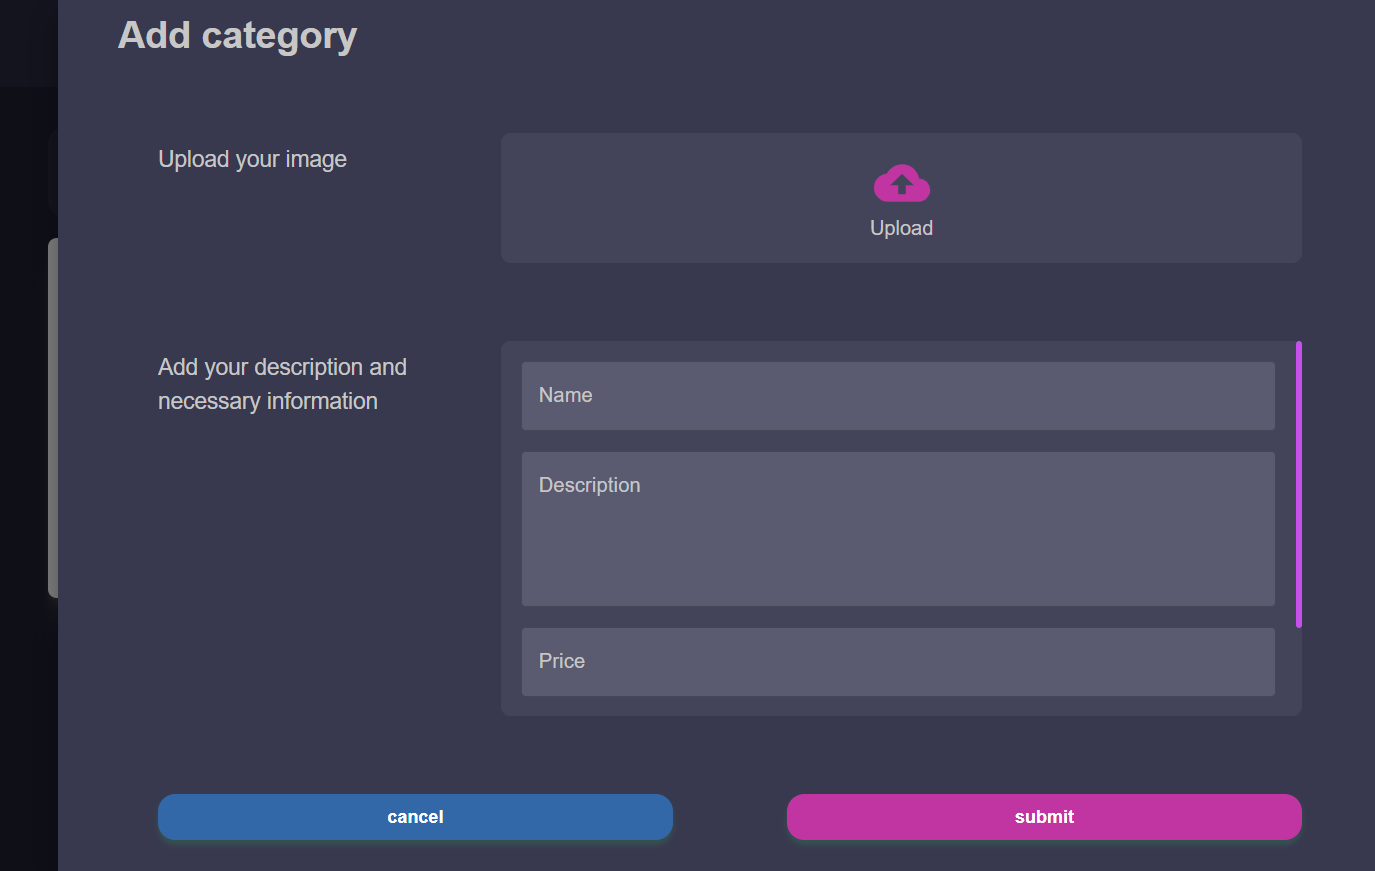 Add category
Upload your image
Upload
Add your description and
necessary information
Name
Description
Price
cancel
submit